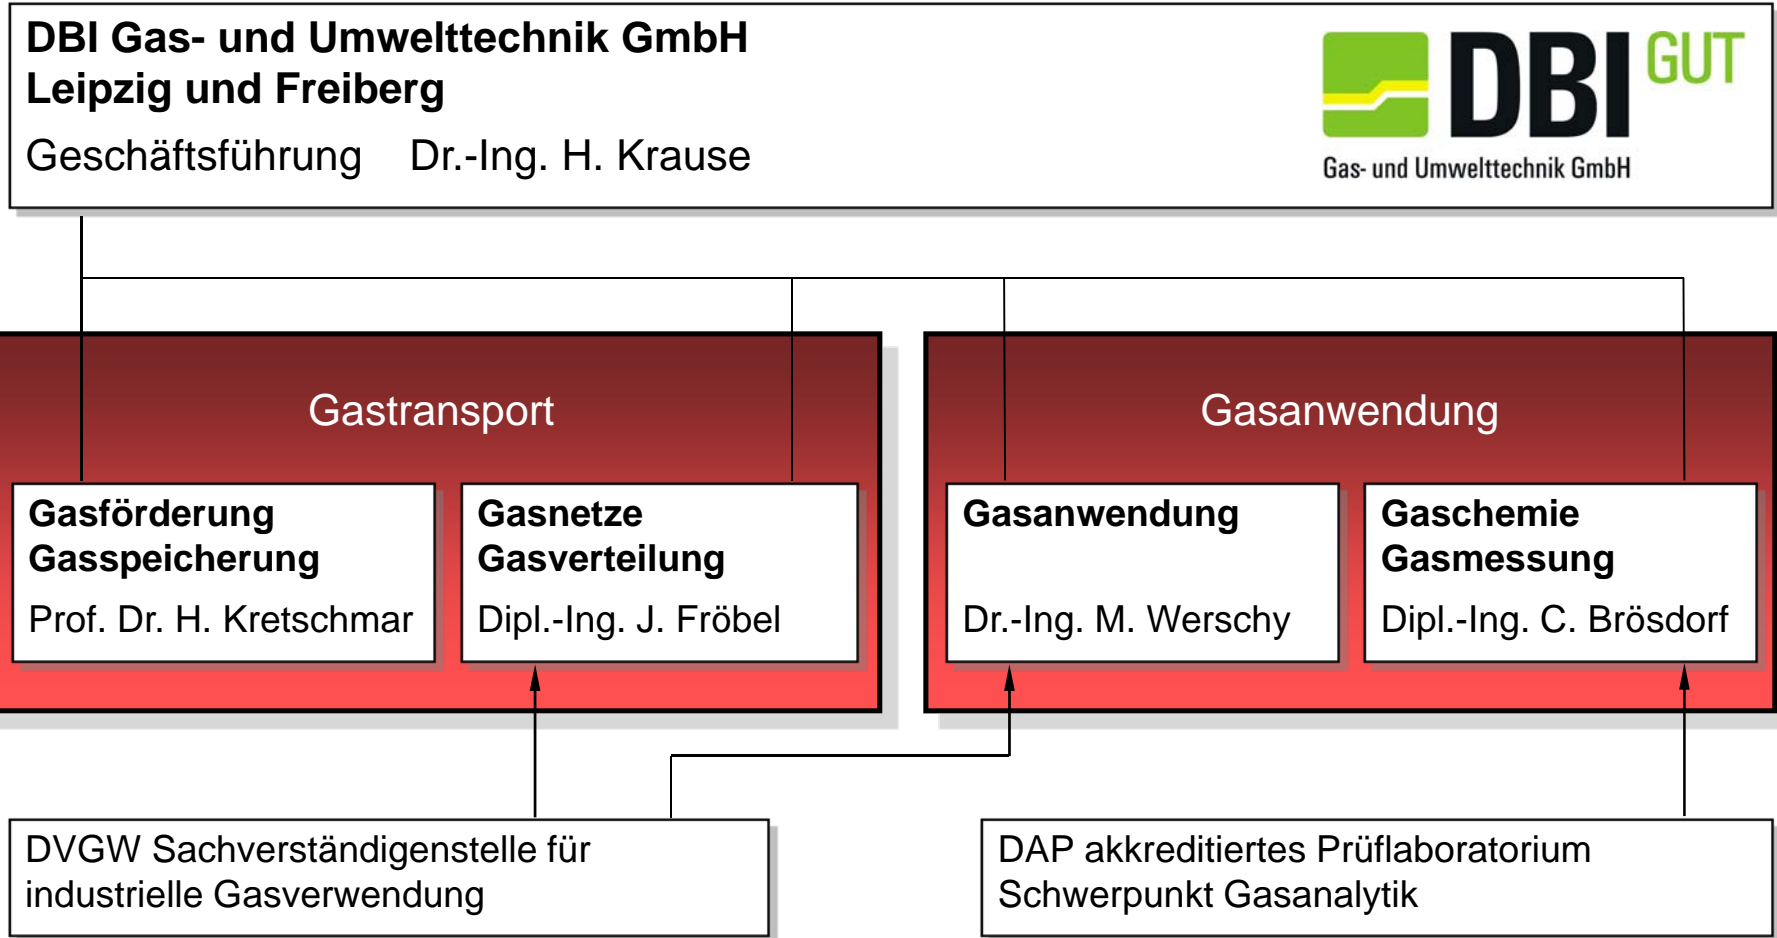 DBI Gas- und Umwelttechnik GmbH
Leipzig und Freiberg
Geschäftsführung Dr.-Ing. H. Krause
DBI GUT
Gas- und Umwelttechnik GmbH
Gastransport
Gasförderung
Gasspeicherung
Prof. Dr. H. Kretschmar
Gasnetze
Gasverteilung
Dipl.-Ing. J. Fröbel
Gasanwendung
Gasanwendung
Dr.-Ing. M. Werschy
Gaschemie
Gasmessung
Dipl.-Ing. C. Brösdorf
DVGW Sachverständigenstelle für
industrielle Gasverwendung
DAP akkreditiertes Prüflaboratorium
Schwerpunkt Gasanalytik